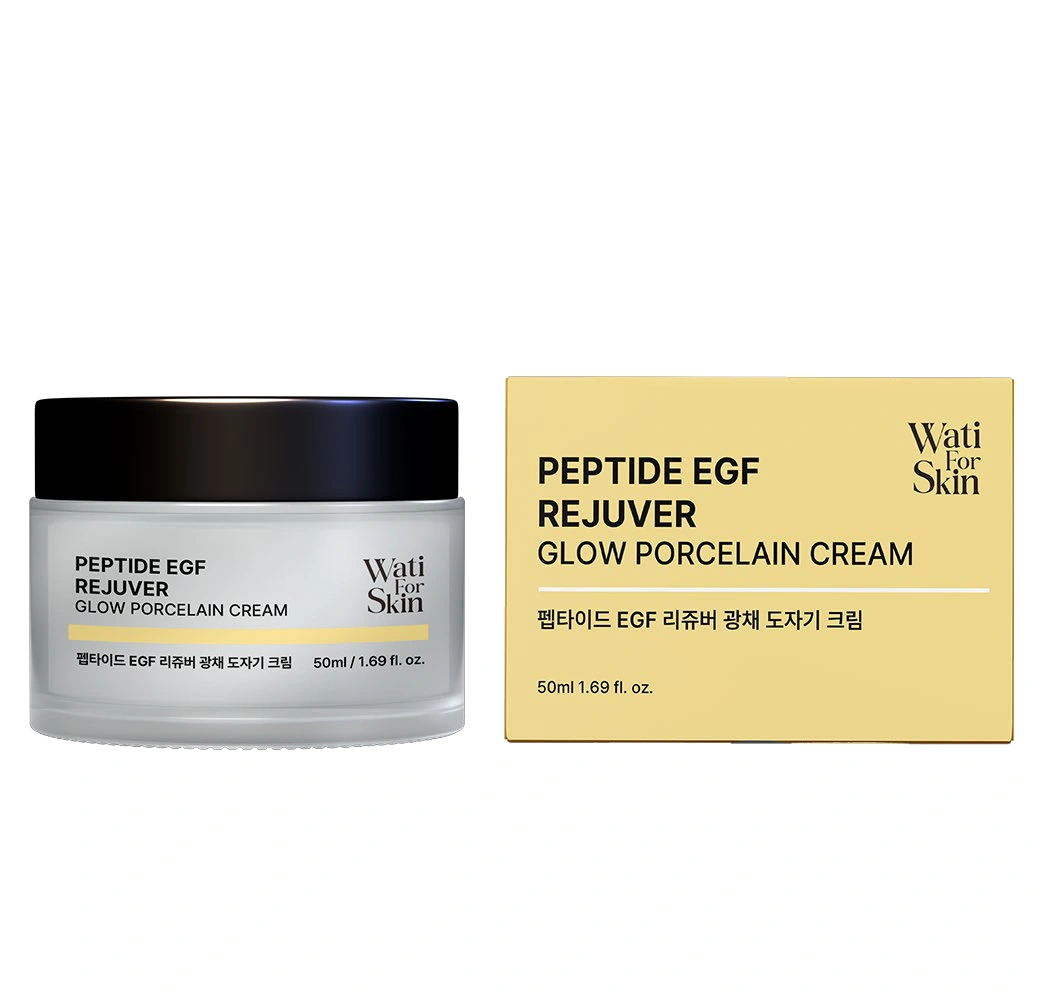 PEPTIDE EGF
REJUVER
GLOW PORCELAIN CREAM
Wati
For
Skin
펩타이드 EGF 리쥬버 광채 도자기 크림 50ml / 1.69 fl. oz.
Wati
For
Skin
PEPTIDE EGF
REJUVER
GLOW PORCELAIN CREAM
펩타이드 EGF 리쥬버 광채 도자기 크림
50ml 1.69 fl. oz.